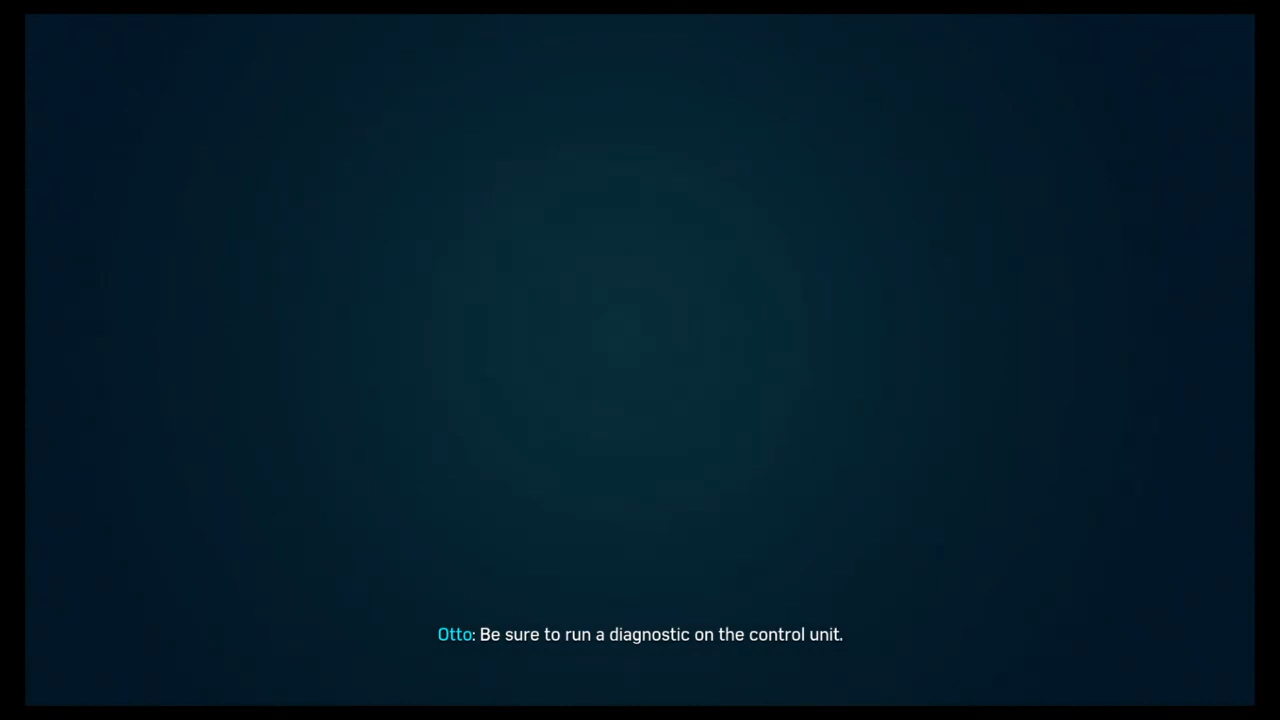 Otto: Be sure to run a diagnostic on the control unit.